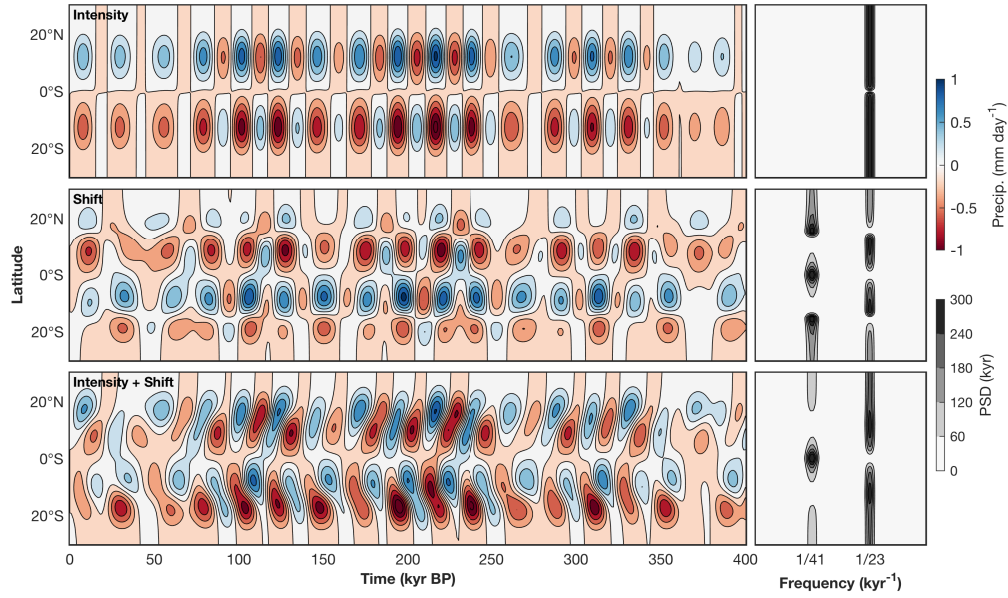 Intensity
20°N
0°S
20°S
Shift
20°N
0°S
20°S
Latitude
Intensity + Shift
20°N
0°S
20°S
0 50 100 150 200 250 300 350 400
Time (kyr BP)
1/41 1/23
Frequency (kyr⁻¹)
1
0.5
0
-0.5
-1
Precip. (mm day⁻¹)
300
240
180
120
60
0
PSD (kyr)